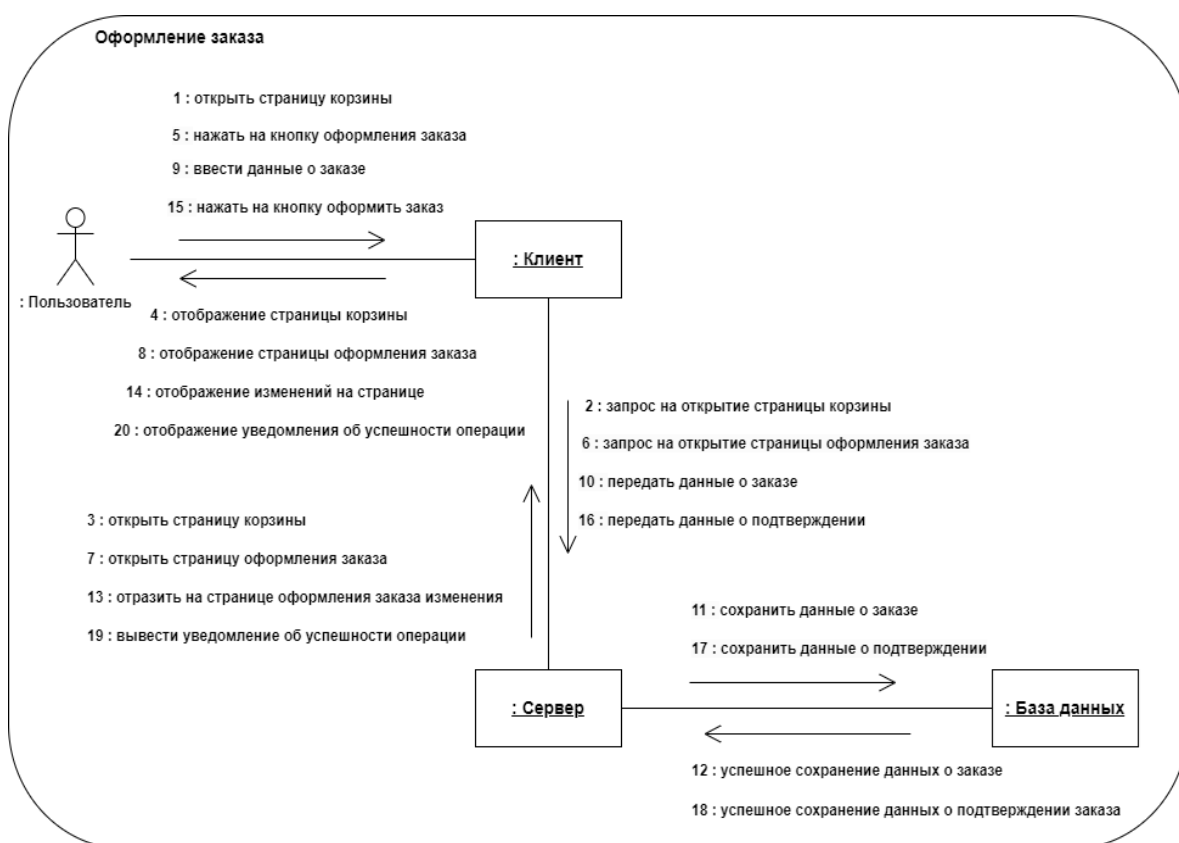 Оформление заказа
1 : открыть страницу корзины
5 : нажать на кнопку оформления заказа
9 : ввести данные о заказе
15 : нажать на кнопку оформить заказ
: Клиент
: Пользователь
4 : отображение страницы корзины
8 : отображение страницы оформления заказа
14 : отображение изменений на странице
20 : отображение уведомления об успешности операции
2 : запрос на открытие страницы корзины
6 : запрос на открытие страницы оформления заказа
10 : передать данные о заказе
16 : передать данные о подтверждении
3 : открыть страницу корзины
7 : открыть страницу оформления заказа
13 : отразить на странице оформления заказа изменения
19 : вывести уведомление об успешности операции
11 : сохранить данные о заказе
17 : сохранить данные о подтверждении
: Сервер
: База данных
12 : успешное сохранение данных о заказе
18 : успешное сохранение данных о подтверждении заказа